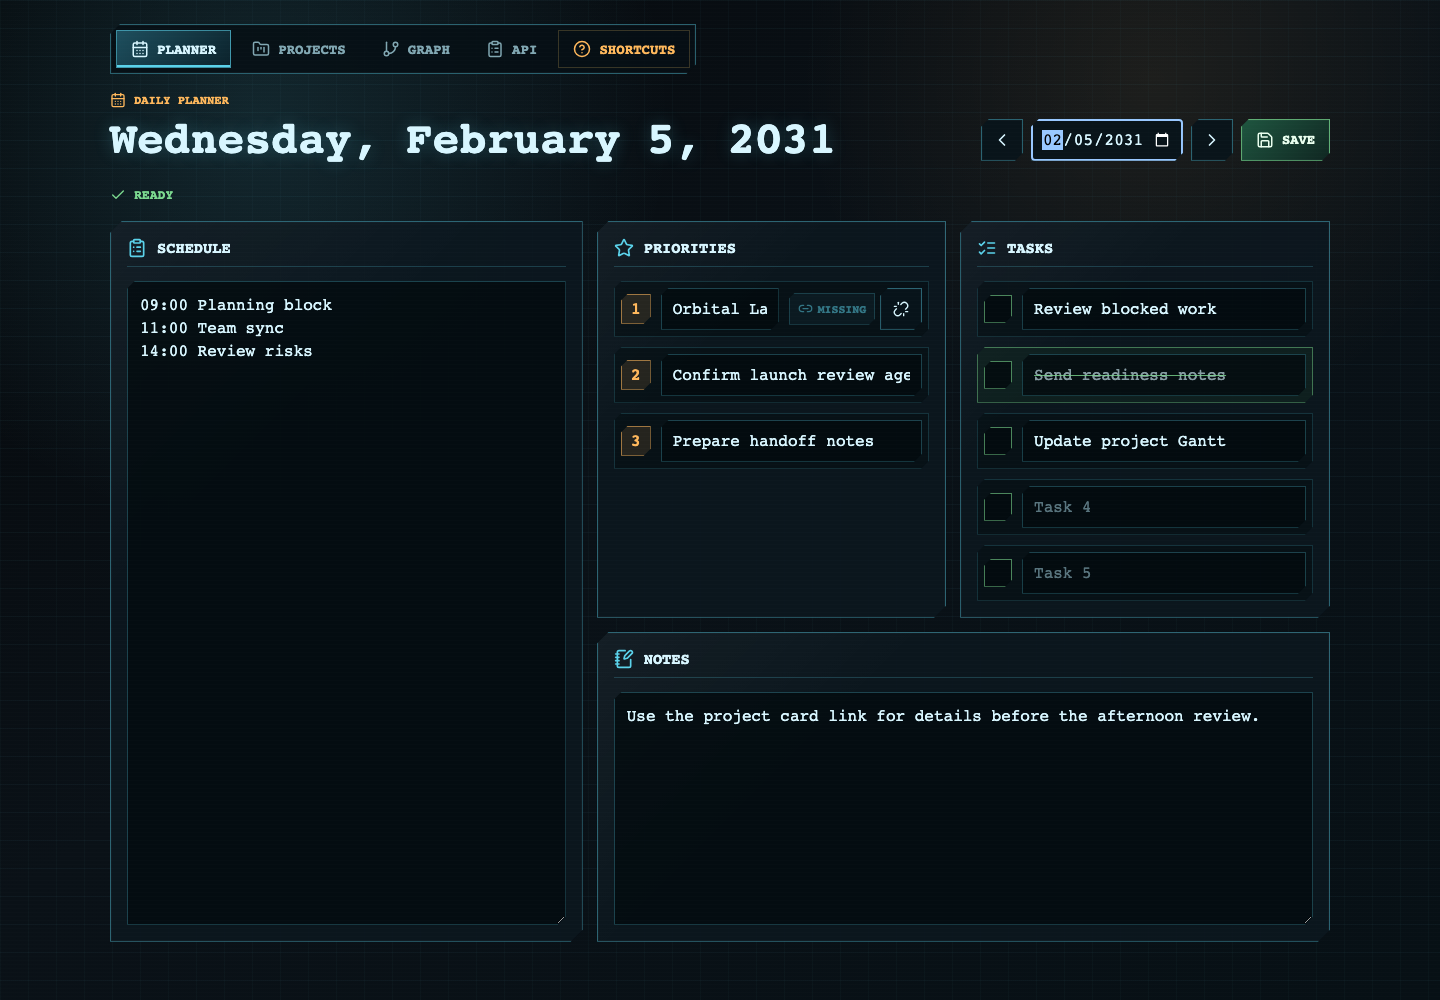 PLANNER PROJECTS GRAPH API SHORTCUTS
DAILY PLANNER
Wednesday, February 5, 2031
02/05/2031 SAVE
READY
SCHEDULE
09:00 Planning block
11:00 Team sync
14:00 Review risks
PRIORITIES
1 Orbital La MISSING
2 Confirm launch review age
3 Prepare handoff notes
TASKS
Review blocked work
Send readiness notes
Update project Gantt
Task 4
Task 5
NOTES
Use the project card link for details before the afternoon review.